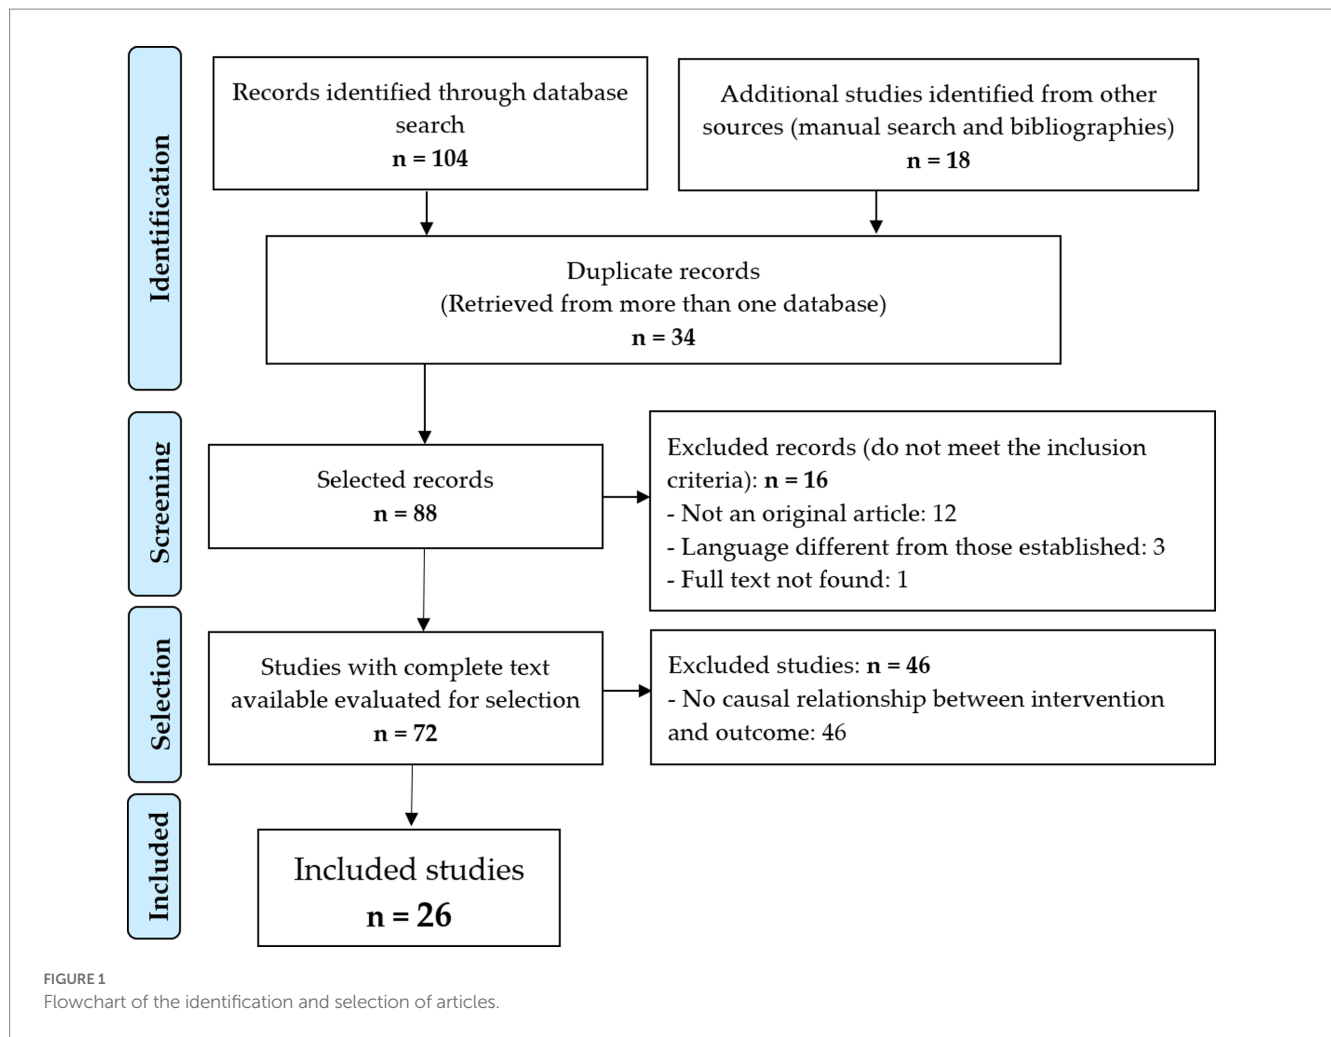 Identification
Records identified through database
search
n = 104
Additional studies identified from other
sources (manual search and bibliographies)
n = 18
Duplicate records
(Retrieved from more than one database)
n = 34
Screening
Selected records
n = 88
Excluded records (do not meet the inclusion
criteria): n = 16
- Not an original article: 12
- Language different from those established: 3
- Full text not found: 1
Selection
Studies with complete text
available evaluated for selection
n = 72
Excluded studies: n = 46
- No causal relationship between intervention
and outcome: 46
Included
Included studies
n = 26
FIGURE 1
Flowchart of the identification and selection of articles.